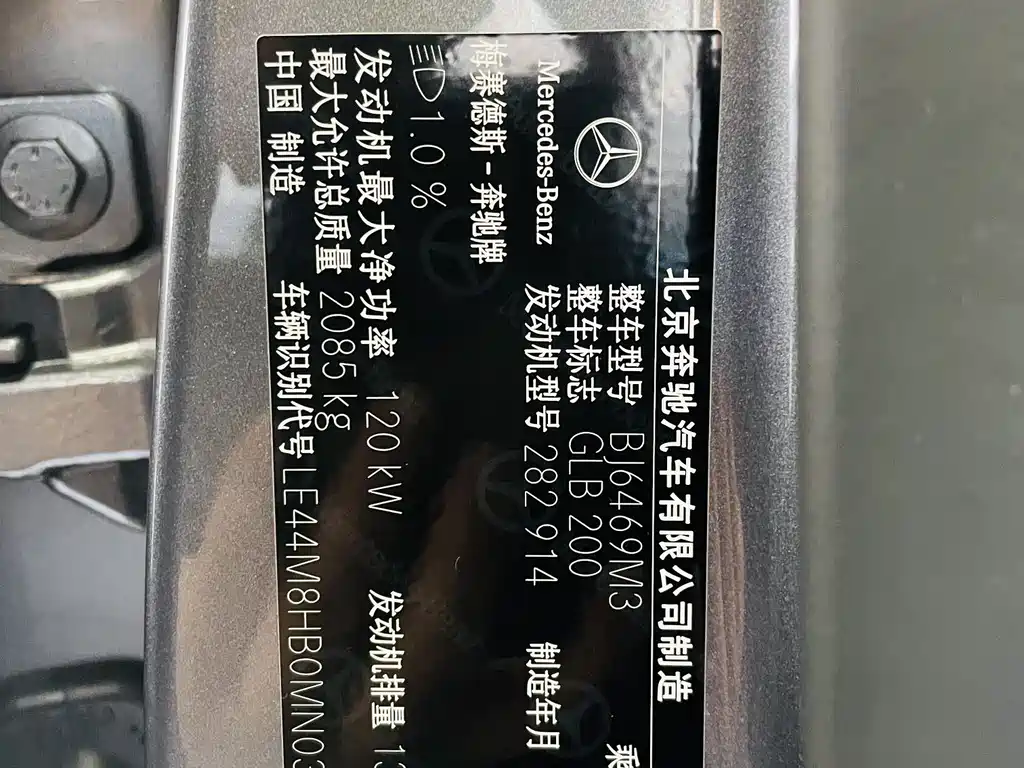 北京奔驰汽车有限公司制造
Mercedes-Benz
梅赛德斯-奔驰牌
整车型号 BJ6469M3 乘
整车标志 GLB 200
发动机型号 282 914 制造年月
1.0 %
发动机最大净功率 120 kW 发动机排量 13
最大允许总质量 2085 kg
中国 制造 车辆识别代号 LE44M8HB0MN03